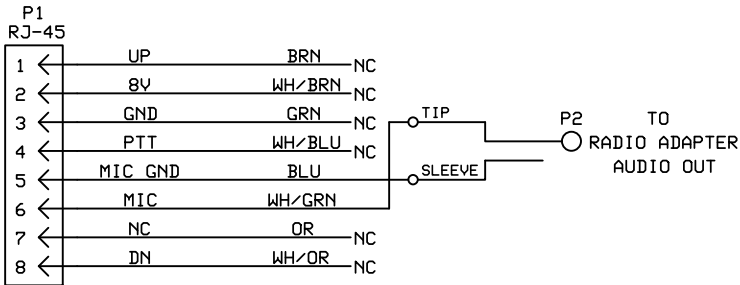 P1
RJ-45
1 UP BRN NC
2 8V WH/BRN NC
3 GND GRN NC
4 PTT WH/BLU NC
5 MIC GND BLU
6 MIC WH/GRN
7 NC OR NC
8 DN WH/OR NC
TIP
SLEEVE
P2
TO
RADIO ADAPTER
AUDIO OUT